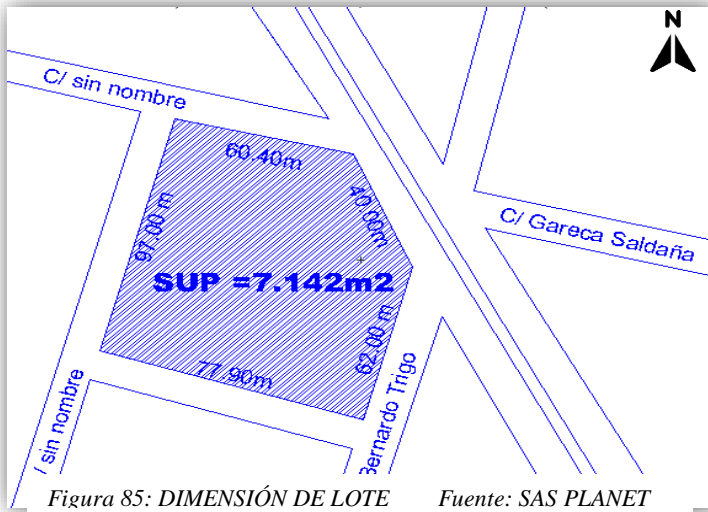 N
C/ sin nombre
60.40m
40.00m
97.00 m
C/ Gareca Saldaña
SUP =7.142m2
62.00 m
77.90m
/ sin nombre
Bernardo Trigo
Figura 85: DIMENSIÓN DE LOTE Fuente: SAS PLANET